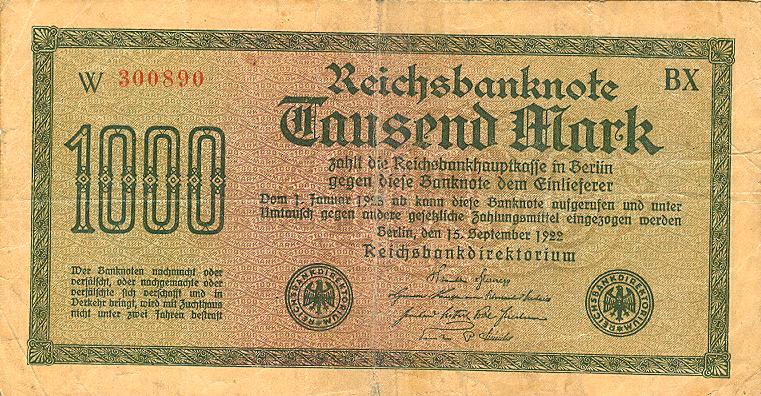 W 300890
BX
Reichsbanknote
Tausend Mark
1000
zahlt die Reichsbankhauptkasse in Berlin
gegen diese Banknote dem Einlieferer
Vom 1. Januar 1923 ab kann diese Banknote aufgerufen und unter
Umtausch gegen andere gesetzliche Zahlungsmittel eingezogen werden
Berlin, den 15. September 1922
Reichsbankdirektorium
Wer Banknoten nachmacht oder
verfälscht, oder nachgemachte oder
verfälschte sich verschafft und in
Verkehr bringt, wird mit Zuchthaus
nicht unter zwei Jahren bestraft
REICHSBANKDIREKTORIUM
REICHSBANKDIREKTORIUM